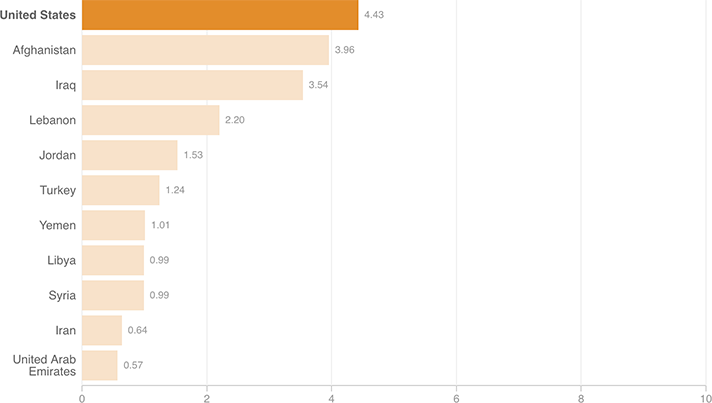 United States 4.43
Afghanistan 3.96
Iraq 3.54
Lebanon 2.20
Jordan 1.53
Turkey 1.24
Yemen 1.01
Libya 0.99
Syria 0.99
Iran 0.64
United Arab
Emirates 0.57
0 2 4 6 8 10